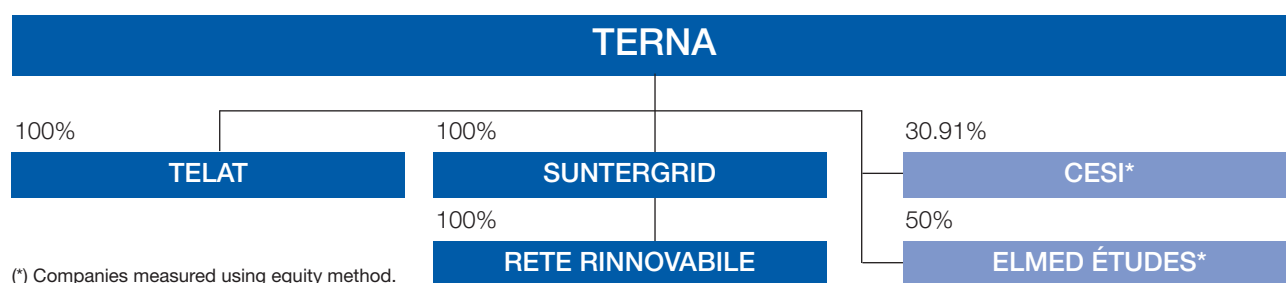 TERNA
100%
100%
30.91%
TELAT
SUNTERGRID
CESI*
100%
50%
RETE RINNOVABILE
ELMED ÉTUDES*
(*) Companies measured using equity method.